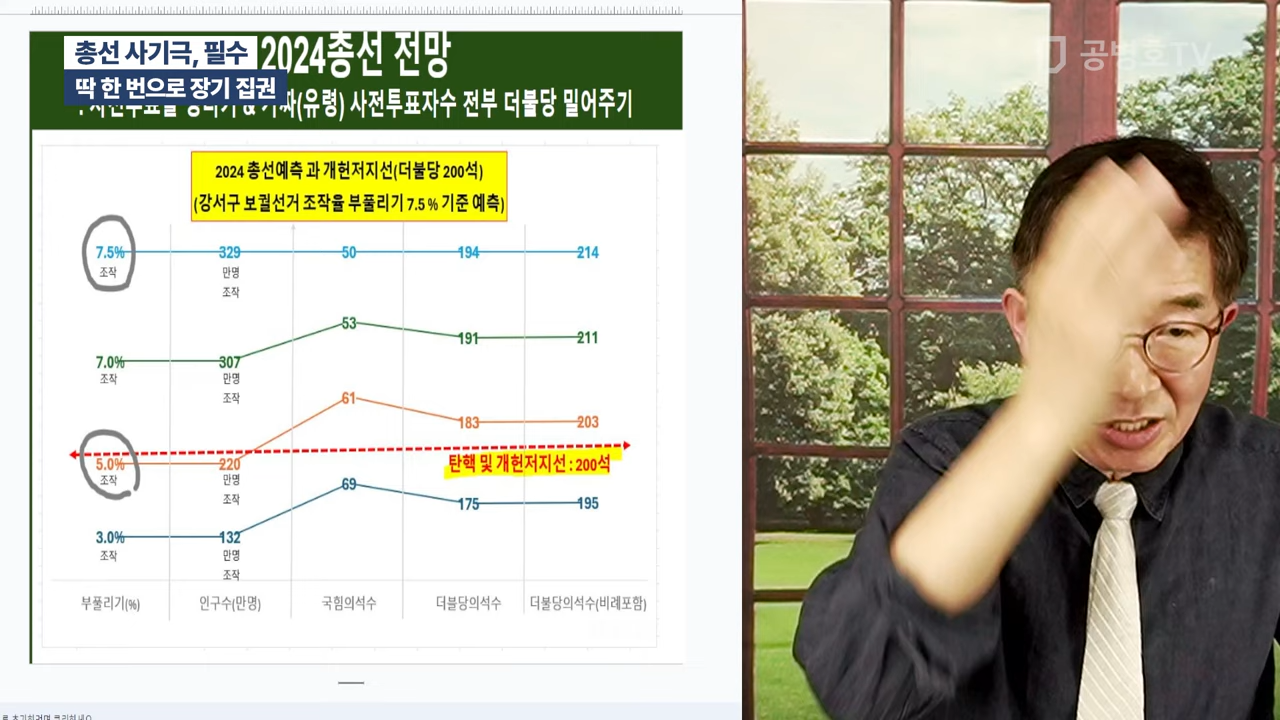 총선 사기극, 필수
딱 한 번으로 장기 집권
2024총선 전망
(유령) 사전투표자수 전부 더불당 밀어주기
2024 총선예측 과 개헌저지선(더불당 200석)
(강서구 보궐선거 조작율 부풀리기 7.5 % 기준 예측)
7.5% 329 50 194 214
조작 만명
조작
7.0% 307 53 191 211
조작 만명
조작
61
183 203
5.0% 220
조작 만명
조작
탄핵 및 개헌저지선 : 200석
69
175 195
3.0% 132
조작 만명
조작
부풀리기(%) 인구수(만명) 국힘의석수 더블당의석수 더불당의석수(비례포함)
공병호TV